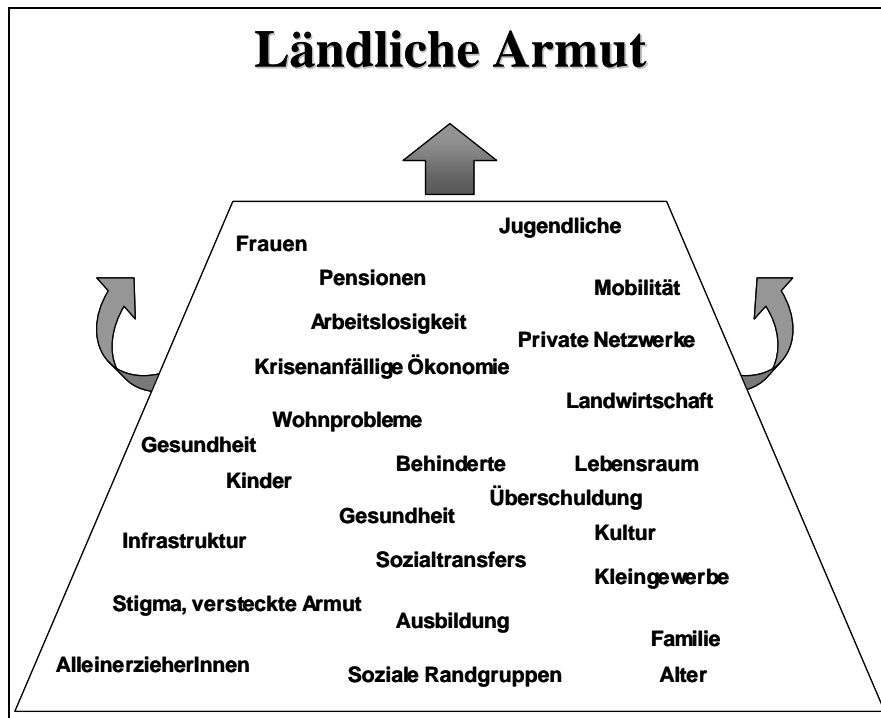 Ländliche Armut
Jugendliche
Frauen
Pensionen
Mobilität
Arbeitslosigkeit
Private Netzwerke
Krisenanfällige Ökonomie
Landwirtschaft
Wohnprobleme
Gesundheit
Behinderte
Lebensraum
Kinder
Überschuldung
Gesundheit
Kultur
Infrastruktur
Sozialtransfers
Kleingewerbe
Stigma, versteckte Armut
Ausbildung
Familie
AlleinerzieherInnen
Soziale Randgruppen
Alter